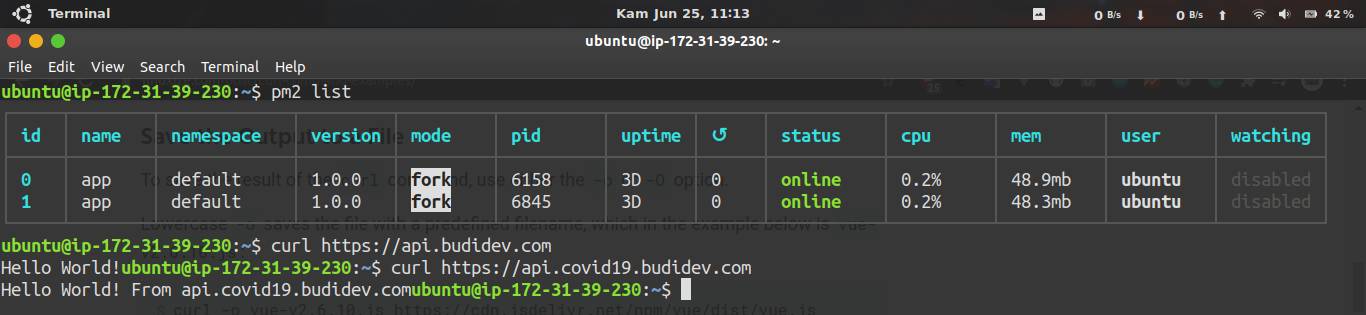 Terminal Kam Jun 25, 11:13 0 B/s ⬇ 0 B/s ⬆ 42 %
ubuntu@ip-172-31-39-230: ~
File Edit View Search Terminal Help
ubuntu@ip-172-31-39-230:~$ pm2 list
id name namespace version mode pid uptime ↺ status cpu mem user watching
0 app default 1.0.0 fork 6158 3D 0 online 0.2% 48.9mb ubuntu disabled
1 app default 1.0.0 fork 6845 3D 0 online 0.2% 48.3mb ubuntu disabled
ubuntu@ip-172-31-39-230:~$ curl https://api.budidev.com
Hello World!ubuntu@ip-172-31-39-230:~$ curl https://api.covid19.budidev.com
Hello World! From api.covid19.budidev.comubuntu@ip-172-31-39-230:~$